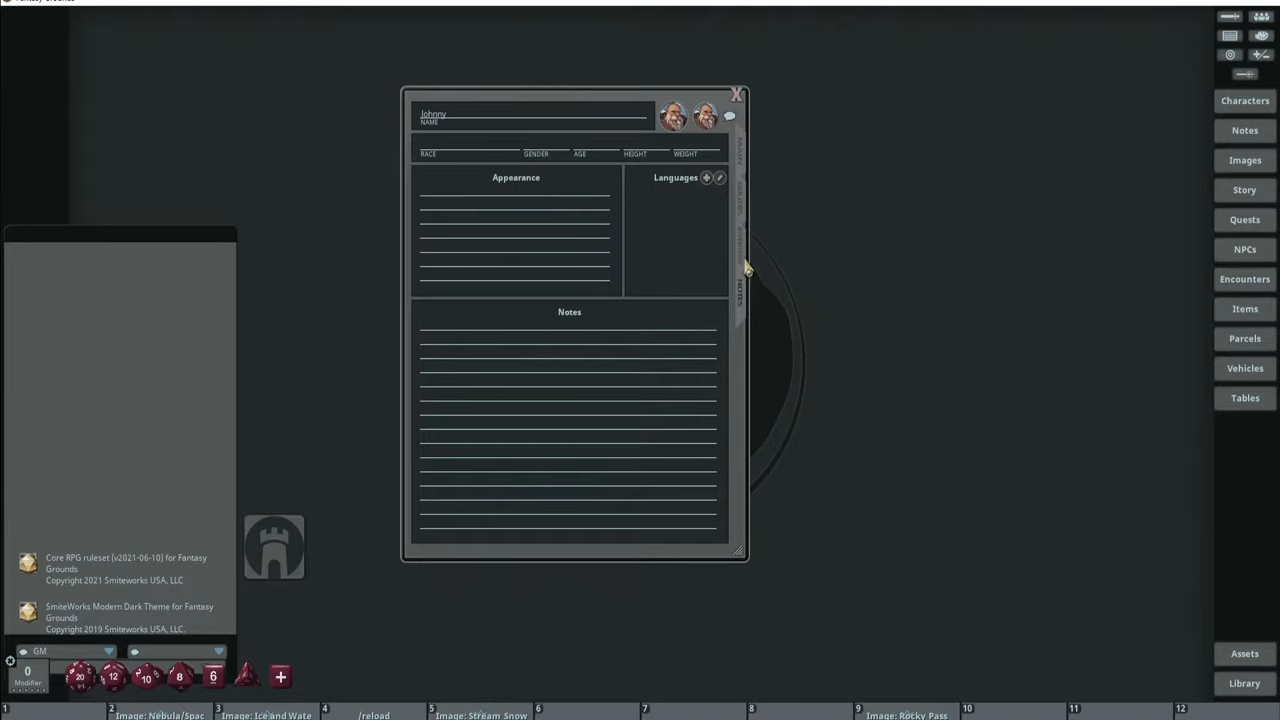 Fantasy Grounds
Johnny
NAME
RACE
GENDER
AGE
HEIGHT
WEIGHT
MAIN
Appearance
Languages
NOTES
Notes
Characters
Notes
Images
Story
Quests
NPCs
Encounters
Items
Parcels
Vehicles
Tables
Assets
Library
Core RPG ruleset (v2021-06-10) for Fantasy
Grounds
Copyright 2021 Smiteworks USA, LLC
SmiteWorks Modern Dark Theme for Fantasy
Grounds
Copyright 2019 Smiteworks USA, LLC.
GM
0
Modifier
20
12
10
8
6
1
2
Image: Nebula/Spac
3
Image: Ice and Wate
4
/reload
5
Image: Stream Snow
6
7
8
9
Image: Rocky Pass
10
11
12